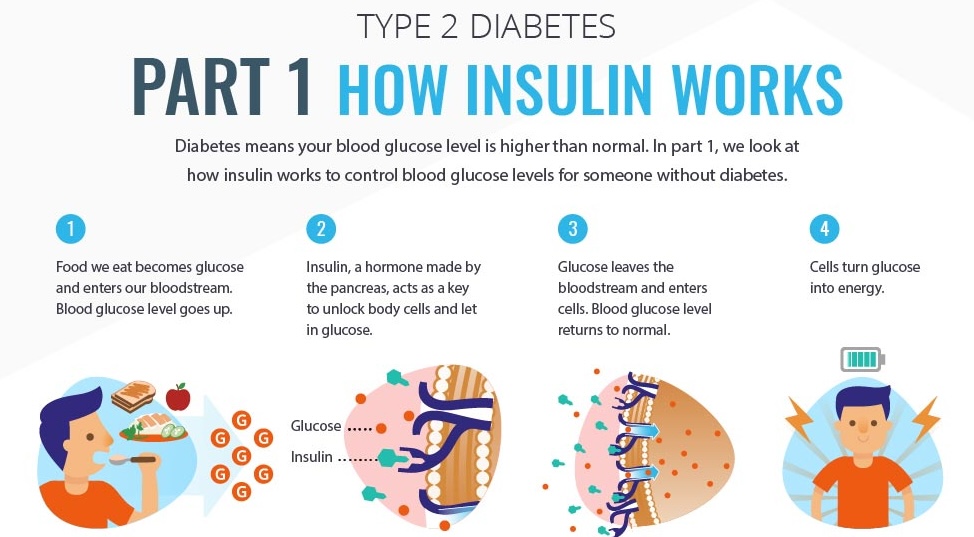 TYPE 2 DIABETES
PART 1 HOW INSULIN WORKS
Diabetes means your blood glucose level is higher than normal. In part 1, we look at
how insulin works to control blood glucose levels for someone without diabetes.
1
Food we eat becomes glucose
and enters our bloodstream.
Blood glucose level goes up.
2
Insulin, a hormone made by
the pancreas, acts as a key
to unlock body cells and let
in glucose.
3
Glucose leaves the
bloodstream and enters
cells. Blood glucose level
returns to normal.
4
Cells turn glucose
into energy.
G
G
G
G
G
G
G
Glucose .....
Insulin ........